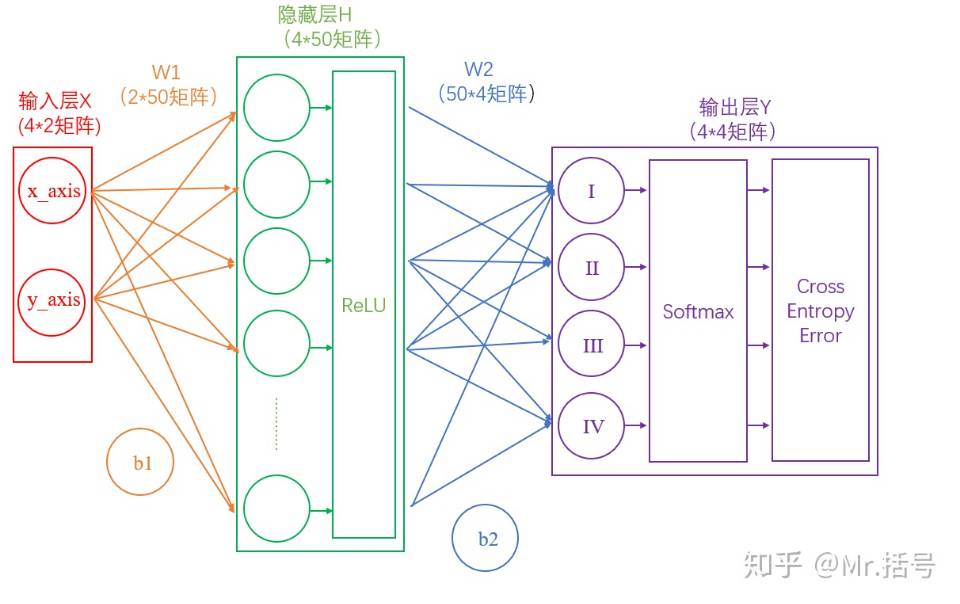 隐藏层H
（4*50矩阵）
W1
（2*50矩阵）
W2
（50*4矩阵）
输入层X
(4*2矩阵)
输出层Y
（4*4矩阵）
x_axis
y_axis
b1
ReLU
b2
I
II
III
IV
Softmax
Cross
Entropy
Error
知乎 @Mr.括号